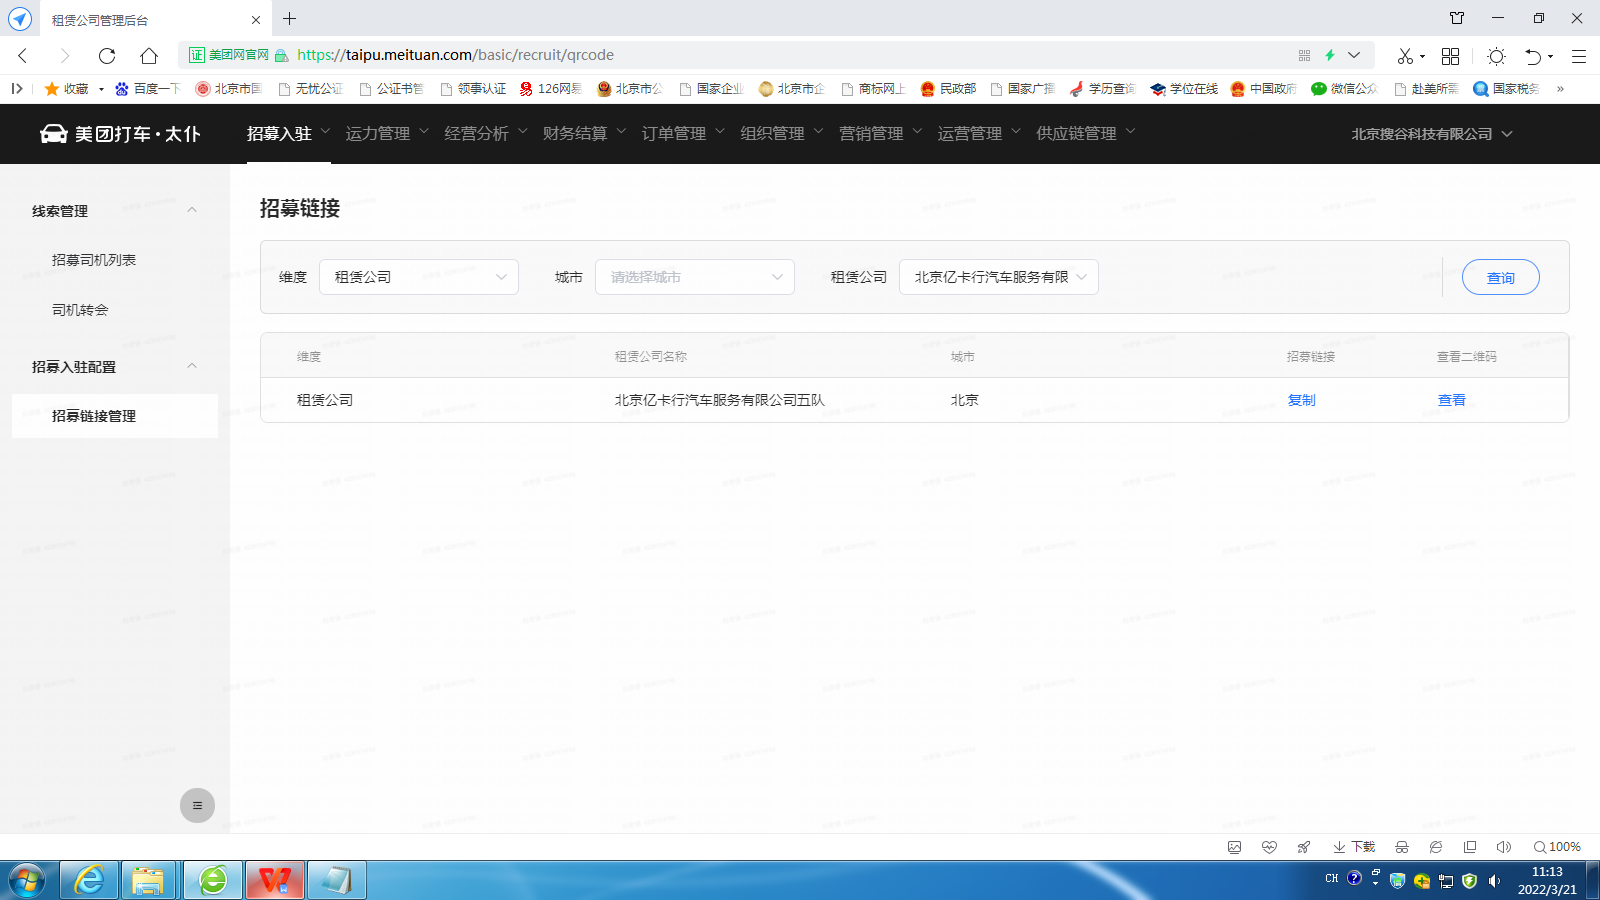 租赁公司管理后台
证 美团网官网 https://taipu.meituan.com/basic/recruit/qrcode
收藏 百度一下 北京市国 无忧公证 公证书管 领事认证 126网易 北京市公 国家企业 北京市企 商标网上 民政部 国家广播 学历查询 学位在线 中国政府 微信公众 赴美所需 国家税务 »
美团打车·太仆 招募入驻 运力管理 经营分析 财务结算 订单管理 组织管理 营销管理 运营管理 供应链管理 北京搜谷科技有限公司
线索管理
招募司机列表
司机转会
招募入驻配置
招募链接管理
招募链接
维度 租赁公司 城市 请选择城市 租赁公司 北京亿卡行汽车服务有限 查询
维度 租赁公司名称 城市 招募链接 查看二维码
租赁公司 北京亿卡行汽车服务有限公司五队 北京 复制 查看
下载 100%
CH 11:13
2022/3/21